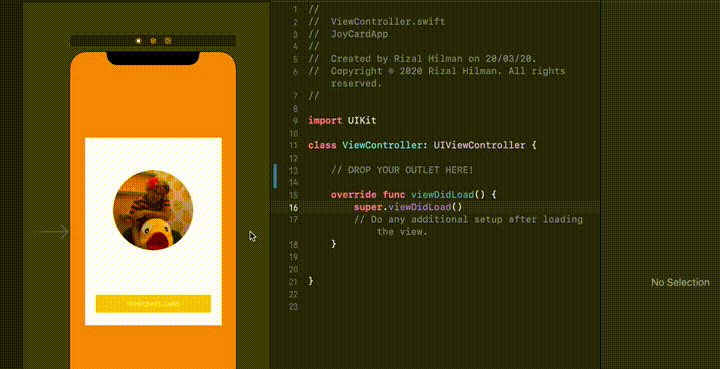 //
// ViewController.swift
// JoyCardApp
//
// Created by Rizal Hilman on 20/03/20.
// Copyright © 2020 Rizal Hilman. All rights
reserved.
//
import UIKit
class ViewController: UIViewController {
// DROP YOUR OUTLET HERE!
override func viewDidLoad() {
super.viewDidLoad()
// Do any additional setup after loading
the view.
}
}
RANDOMIZE CARD
No Selection
1
2
3
4
5
6
7
8
9
10
11
12
13
14
15
16
17
18
19
20
21
22
23